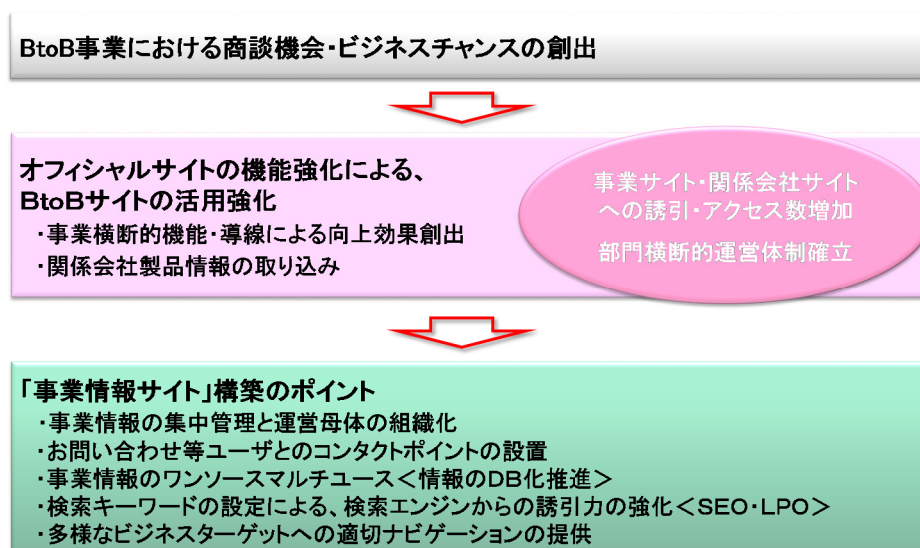 BtoB事業における商談機会・ビジネスチャンスの創出
オフィシャルサイトの機能強化による、
BtoBサイトの活用強化
・事業横断的機能・導線による向上効果創出
・関係会社製品情報の取り込み
事業サイト・関係会社サイト
への誘引・アクセス数増加
部門横断的運営体制確立
「事業情報サイト」構築のポイント
・事業情報の集中管理と運営母体の組織化
・お問い合わせ等ユーザとのコンタクトポイントの設置
・事業情報のワンソースマルチユース＜情報のDB化推進＞
・検索キーワードの設定による、検索エンジンからの誘引力の強化＜SEO・LPO＞
・多様なビジネスターゲットへの適切ナビゲーションの提供